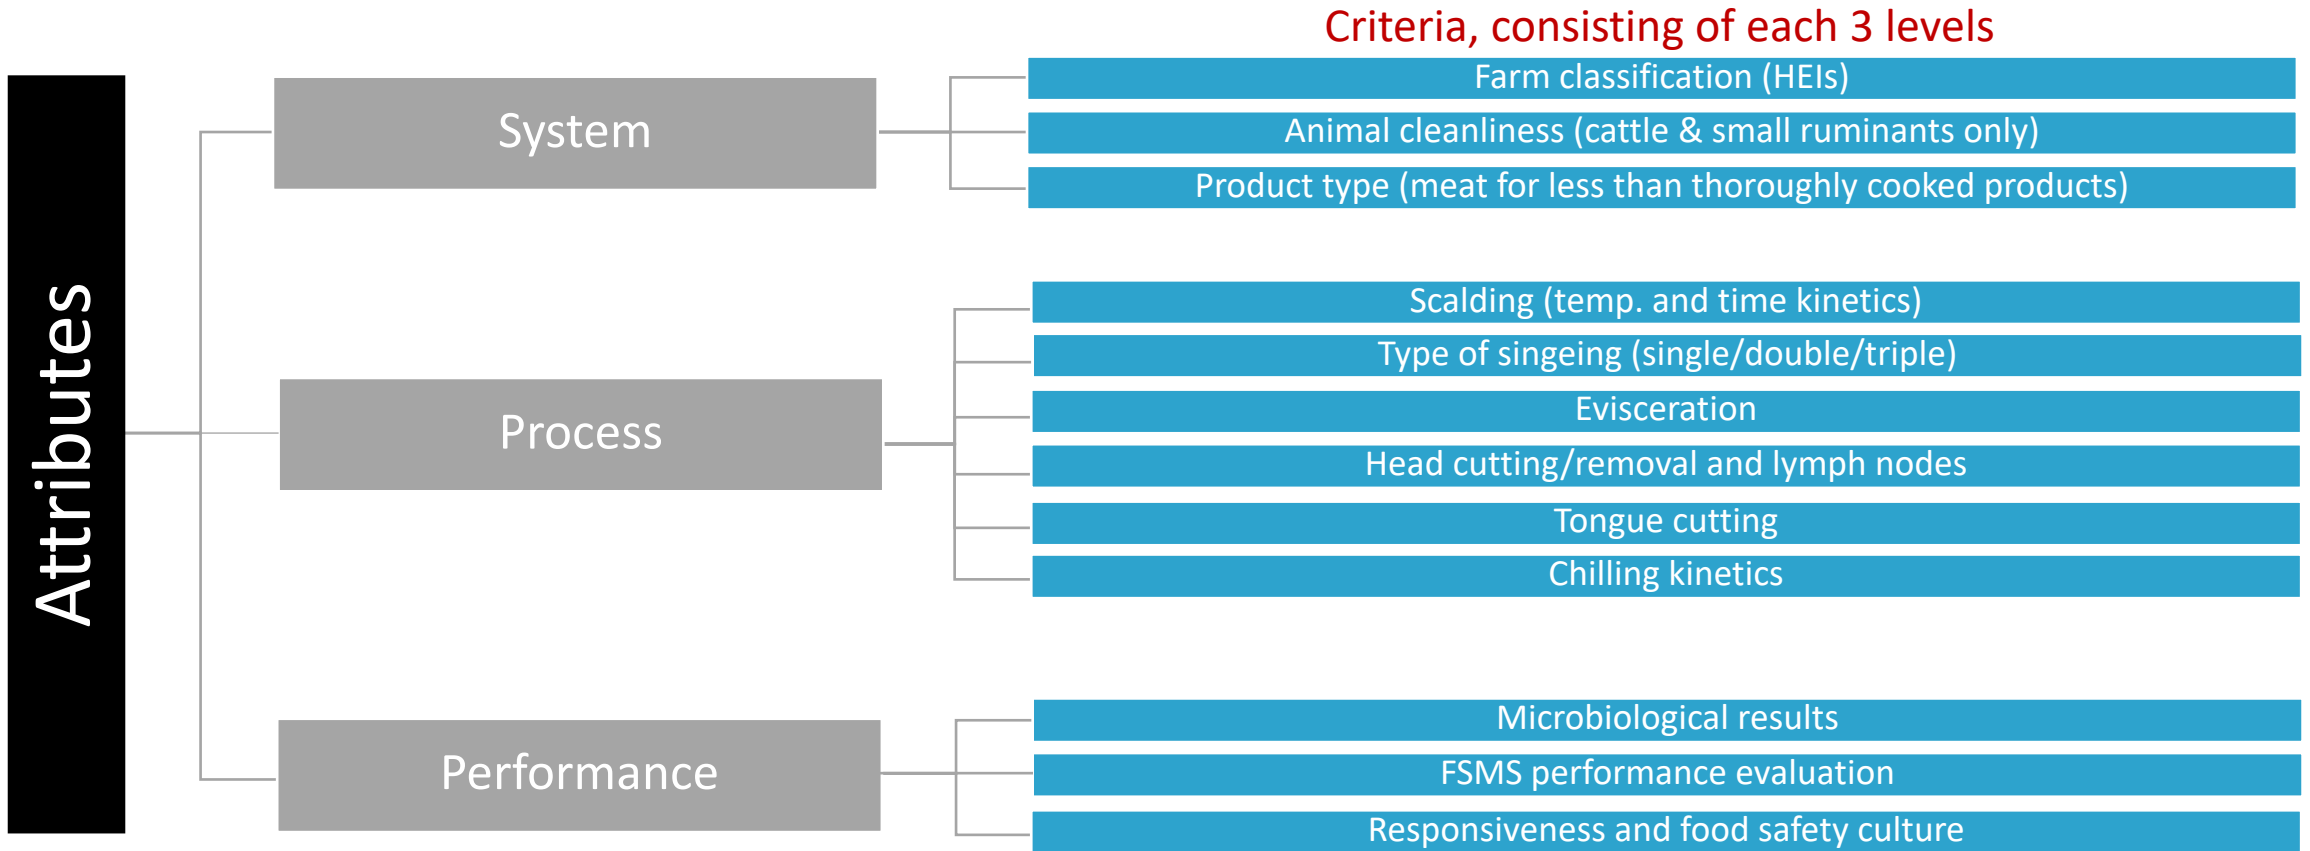 Criteria, consisting of each 3 levels
Attributes
System
Farm classification (HEIs)
Animal cleanliness (cattle & small ruminants only)
Product type (meat for less than thoroughly cooked products)
Process
Scalding (temp. and time kinetics)
Type of singeing (single/double/triple)
Evisceration
Head cutting/removal and lymph nodes
Tongue cutting
Chilling kinetics
Performance
Microbiological results
FSMS performance evaluation
Responsiveness and food safety culture